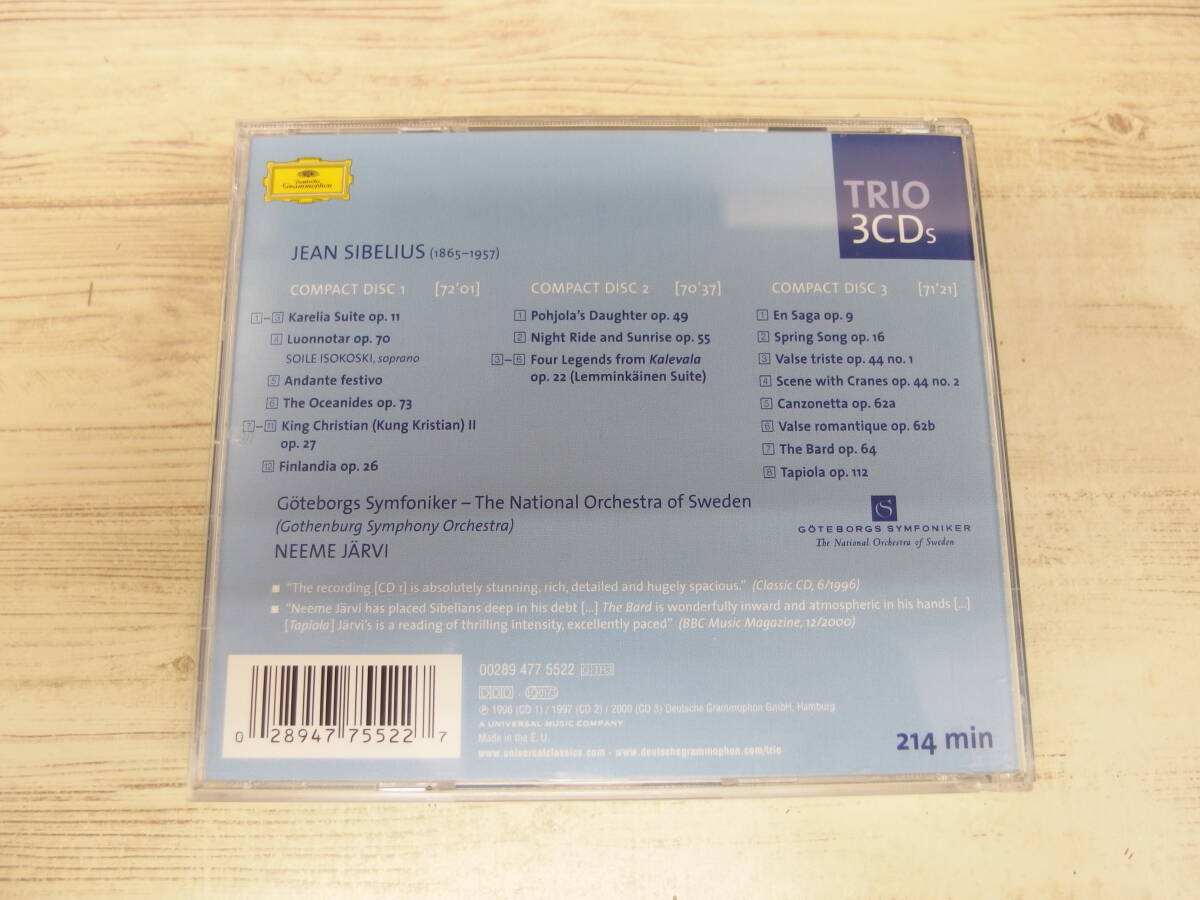 Deutsche
Grammophon
TRIO
3CDs
JEAN SIBELIUS (1865–1957)
COMPACT DISC 1 [72'01]
1–3 Karelia Suite op. 11
4 Luonnotar op. 70
SOILE ISOKOSKI, soprano
5 Andante festivo
6 The Oceanides op. 73
7–11 King Christian (Kung Kristian) II
op. 27
12 Finlandia op. 26
COMPACT DISC 2 [70'37]
1 Pohjola's Daughter op. 49
2 Night Ride and Sunrise op. 55
3–6 Four Legends from Kalevala
op. 22 (Lemminkäinen Suite)
COMPACT DISC 3 [71'21]
1 En Saga op. 9
2 Spring Song op. 16
3 Valse triste op. 44 no. 1
4 Scene with Cranes op. 44 no. 2
5 Canzonetta op. 62a
6 Valse romantique op. 62b
7 The Bard op. 64
8 Tapiola op. 112
Göteborgs Symfoniker – The National Orchestra of Sweden
(Gothenburg Symphony Orchestra)
NEEME JÄRVI
GÖTEBORGS SYMFONIKER
The National Orchestra of Sweden
"The recording [CD 1] is absolutely stunning, rich, detailed and hugely spacious." (Classic CD, 6/1996)
"Neeme Järvi has placed Sibelians deep in his debt [...] The Bard is wonderfully inward and atmospheric in his hands [...]
[Tapiola] Järvi's is a reading of thrilling intensity, excellently paced" (BBC Music Magazine, 12/2000)
00289 477 5522 GTH3
DDD · LC 0173
℗ 1996 (CD 1) / 1997 (CD 2) / 2000 (CD 3) Deutsche Grammophon GmbH, Hamburg
A UNIVERSAL MUSIC COMPANY
Made in the E. U.
www.universalclassics.com · www.deutschegrammophon.com/trio
0 28947 75522 7
214 min